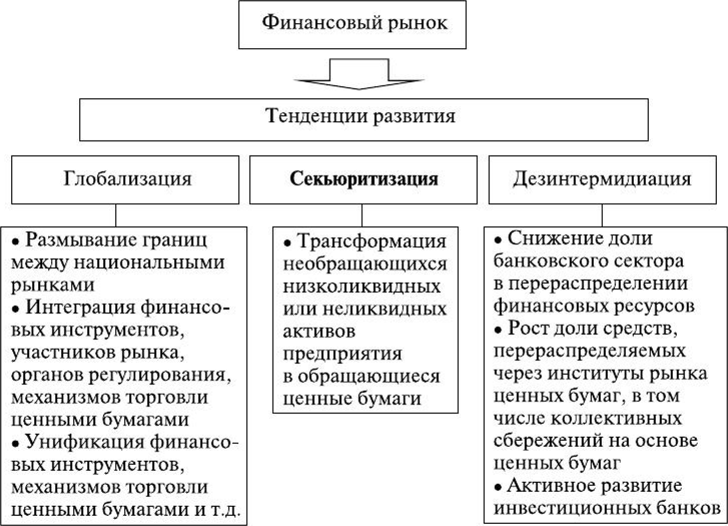 Финансовый рынок
Тенденции развития
Глобализация
Секьюритизация
Дезинтермидиация
• Размывание границ
между национальными
рынками
• Интеграция финансо-
вых инструментов,
участников рынка,
органов регулирования,
механизмов торговли
ценными бумагами
• Унификация финансо-
вых инструментов,
механизмов торговли
ценными бумагами и т.д.
• Трансформация
необращающихся
низколиквидных
или неликвидных
активов
предприятия
в обращающиеся
ценные бумаги
• Снижение доли
банковского сектора
в перераспределении
финансовых ресурсов
• Рост доли средств,
перераспределяемых
через институты рынка
ценных бумаг, в том
числе коллективных
сбережений на основе
ценных бумаг
• Активное развитие
инвестиционных банков